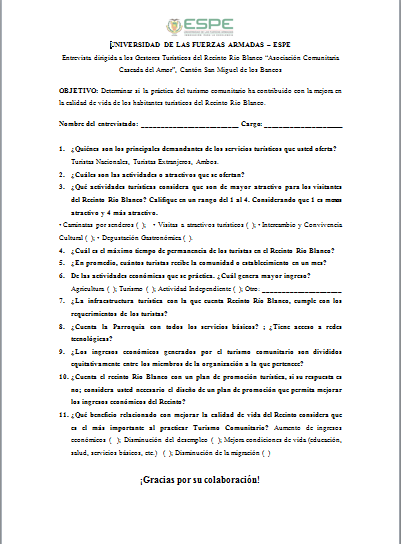 ESPE
UNIVERSIDAD DE LAS FUERZAS ARMADAS – ESPE
Entrevista dirigida a los Gestores Turísticos del Recinto Río Blanco “Asociación Comunitaria
Cascada del Amor”, Cantón San Miguel de los Bancos
OBJETIVO: Determinar si la práctica del turismo comunitario ha contribuido con la mejora en
la calidad de vida de los habitantes turísticos del Recinto Río Blanco.
Nombre del entrevistado: __________________________ Cargo: _____________________
1. ¿Quiénes son los principales demandantes de los servicios turísticos que usted oferta?
Turistas Nacionales, Turistas Extranjeros, Ambos.
2. ¿Cuáles son las actividades o atractivos que se ofertan?
3. ¿Qué actividades turísticas considera que son de mayor atractivo para los visitantes
del Recinto Río Blanco? Califique en un rango del 1 al 4. Considerando que 1 es menos
atractivo y 4 más atractivo.
• Caminatas por senderos ( ); • Visitas a atractivos turísticos ( ); • Intercambio y Convivencia
Cultural ( ); • Degustación Gastronómica ( ).
4. ¿Cuál es el máximo tiempo de permanencia de los turistas en el Recinto Río Blanco?
5. ¿En promedio, cuántos turistas recibe la comunidad o establecimiento en un mes?
6. De las actividades económicas que se práctica. ¿Cuál genera mayor ingreso?
Agricultura ( ); Turismo ( ); Actividad Independiente ( ); Otro: _____________________
7. ¿La infraestructura turística con la que cuenta Recinto Río Blanco, cumple con los
requerimientos de los turistas?
8. ¿Cuenta la Parroquia con todos los servicios básicos? ; ¿Tiene acceso a redes
tecnológicas?
9. ¿Los ingresos económicos generados por el turismo comunitario son divididos
equitativamente entre los miembros de la organización a la que pertenece?
10. ¿Cuenta el recinto Río Blanco con un plan de promoción turística, si su respuesta es
no; considera usted necesario el diseño de un plan de promoción que permita mejorar
los ingresos económicos del Recinto?
11. ¿Qué beneficio relacionado con mejorar la calidad de vida del Recinto considera que
es el más importante al practicar Turismo Comunitario? Aumento de ingresos
económicos ( ); Disminución del desempleo ( ); Mejora condiciones de vida (educación,
salud, servicios básicos, etc.) ( ); Disminución de la migración ( )
¡Gracias por su colaboración!